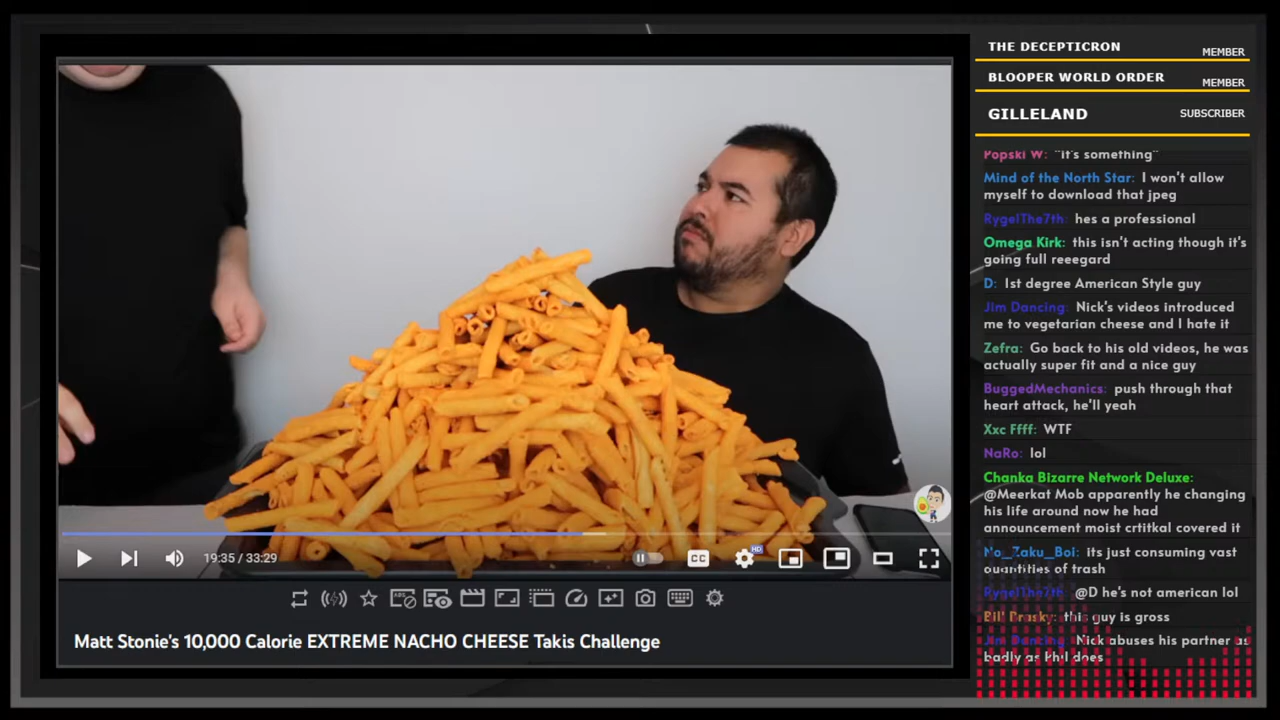 THE DECEPTICRON MEMBER
BLOOPER WORLD ORDER MEMBER
GILLELAND SUBSCRIBER
Popski W: "It's something"
Mind of the North Star: I won't allow
myself to download that jpeg
RygelThe7th: hes a professional
Omega Kirk: this isn't acting though it's
going full reeegard
D: 1st degree American Style guy
Jim Dancing: Nick's videos introduced
me to vegetarian cheese and I hate it
Zefra: Go back to his old videos, he was
actually super fit and a nice guy
BuggedMechanics: push through that
heart attack, he'll yeah
Xxc Ffff: WTF
NaRo: lol
Chanka Bizarre Network Deluxe:
@Meerkat Mob apparently he changing
his life around now he had
announcement moist crtitkal covered it
No_Zaku_Boi: its just consuming vast
quantities of trash
RygelThe7th: @D he's not american lol
Bill Brasky: this guy is gross
Jim Dancing: Nick abuses his partner as
badly as Phil does
19:35 / 33:29
CC
HD
ABC
Matt Stonie's 10,000 Calorie EXTREME NACHO CHEESE Takis Challenge